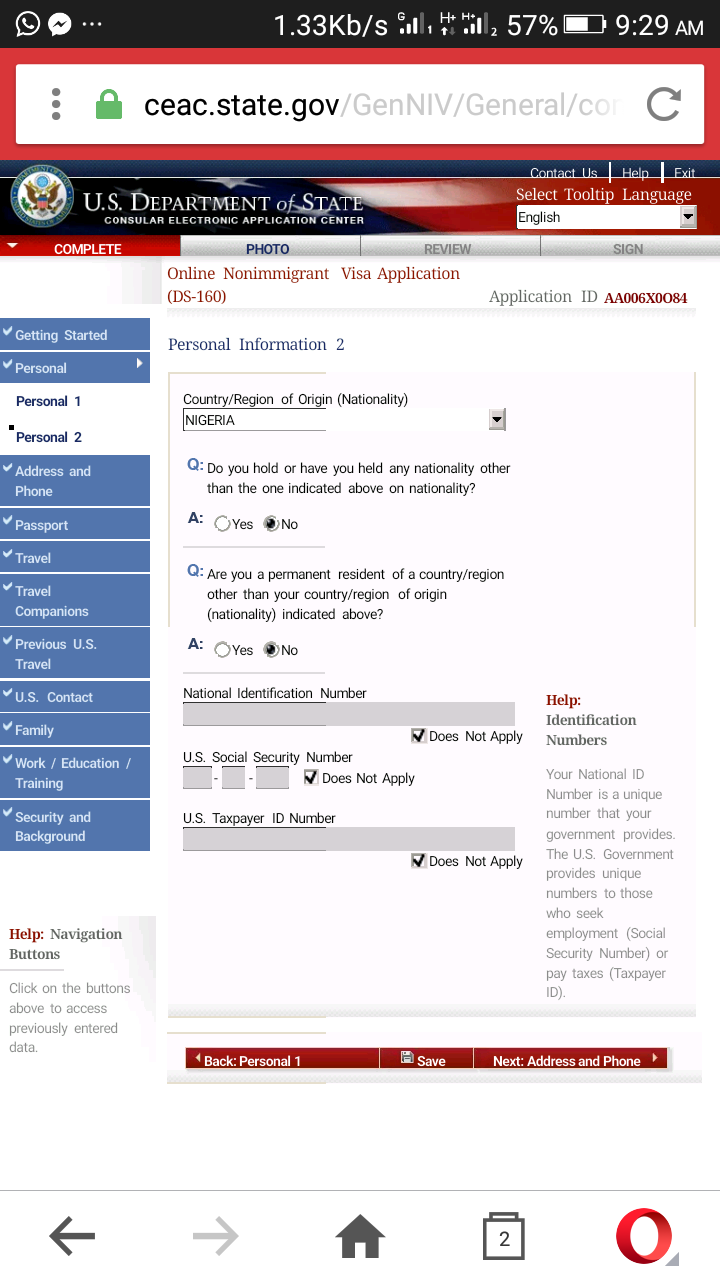 1.33Kb/s G 1 H+ H+ 2 57% 9:29 AM
ceac.state.gov/GenNIV/General/co
Contact Us Help Exit
U.S. DEPARTMENT of STATE
CONSULAR ELECTRONIC APPLICATION CENTER
Select Tooltip Language
English
COMPLETE PHOTO REVIEW SIGN
Online Nonimmigrant Visa Application
(DS-160)
Application ID AA006X0O84
Getting Started
Personal
Personal 1
Personal 2
Address and
Phone
Passport
Travel
Travel
Companions
Previous U.S.
Travel
U.S. Contact
Family
Work / Education /
Training
Security and
Background
Help: Navigation
Buttons
Click on the buttons
above to access
previously entered
data.
Personal Information 2
Country/Region of Origin (Nationality)
NIGERIA
Q: Do you hold or have you held any nationality other
than the one indicated above on nationality?
A: Yes No
Q: Are you a permanent resident of a country/region
other than your country/region of origin
(nationality) indicated above?
A: Yes No
National Identification Number
Does Not Apply
U.S. Social Security Number
- - Does Not Apply
U.S. Taxpayer ID Number
Does Not Apply
Help:
Identification
Numbers
Your National ID
Number is a unique
number that your
government provides.
The U.S. Government
provides unique
numbers to those
who seek
employment (Social
Security Number) or
pay taxes (Taxpayer
ID).
Back: Personal 1 Save Next: Address and Phone
2